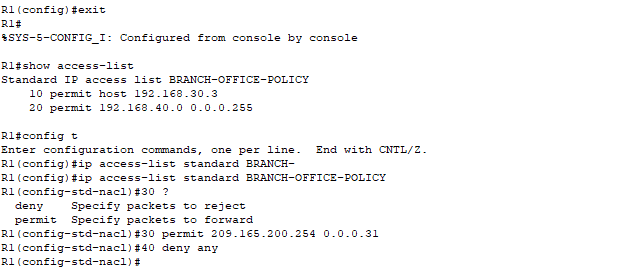 R1(config)#exit
R1#
%SYS-5-CONFIG_I: Configured from console by console
R1#show access-list
Standard IP access list BRANCH-OFFICE-POLICY
    10 permit host 192.168.30.3
    20 permit 192.168.40.0 0.0.0.255
R1#config t
Enter configuration commands, one per line.  End with CNTL/Z.
R1(config)#ip access-list standard BRANCH-
R1(config)#ip access-list standard BRANCH-OFFICE-POLICY
R1(config-std-nacl)#30 ?
  deny    Specify packets to reject
  permit  Specify packets to forward
R1(config-std-nacl)#30 permit 209.165.200.254 0.0.0.31
R1(config-std-nacl)#40 deny any
R1(config-std-nacl)#